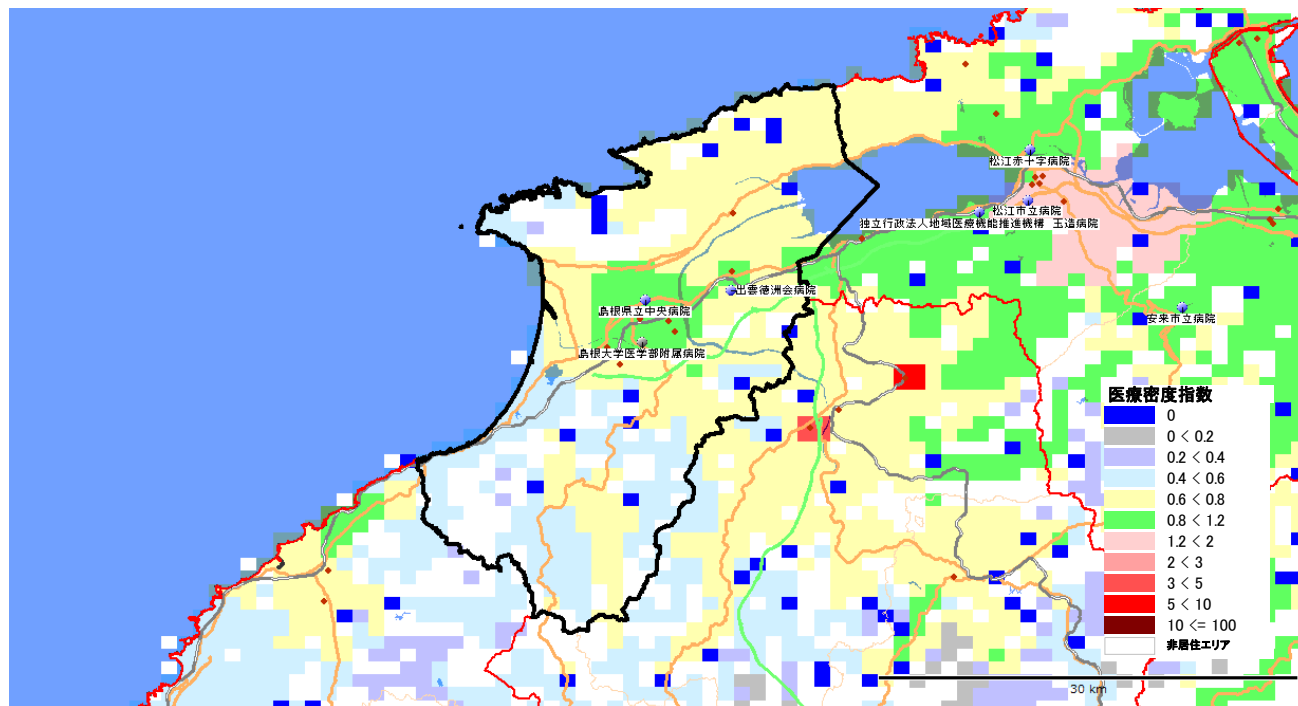 松江赤十字病院
松江市立病院
独立行政法人地域医療機能推進機構 玉造病院
出雲徳洲会病院
島根県立中央病院
安来市立病院
島根大学医学部附属病院
医療密度指数
0
0 < 0.2
0.2 < 0.4
0.4 < 0.6
0.6 < 0.8
0.8 < 1.2
1.2 < 2
2 < 3
3 < 5
5 < 10
10 <= 100
非居住エリア
30 km